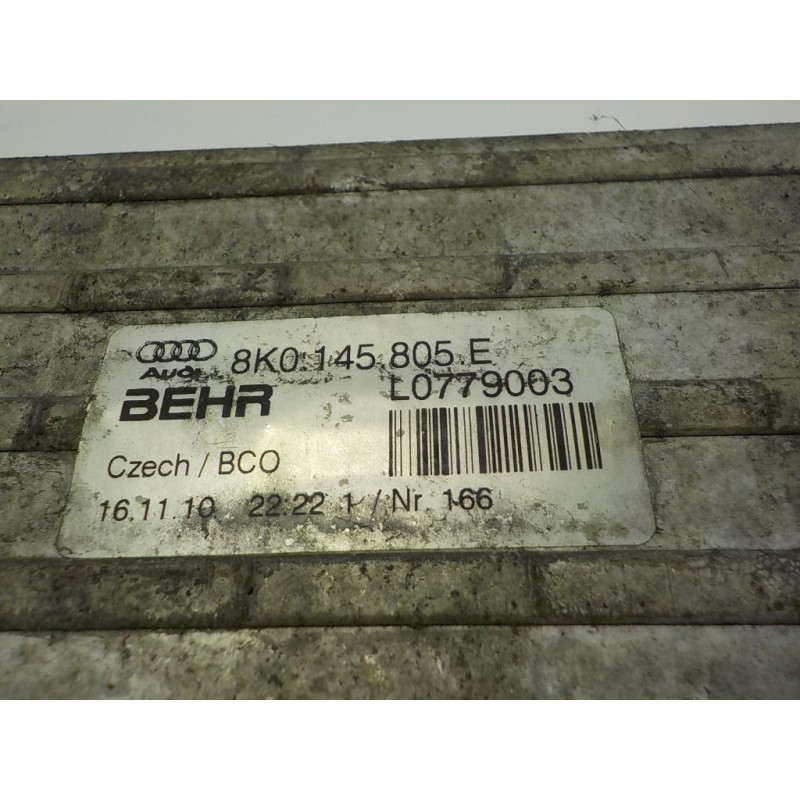 8K0.145.805.E
Audi
L0779003
BEHR
Czech / BCO
16.11.10 22:22 1 / Nr. 166